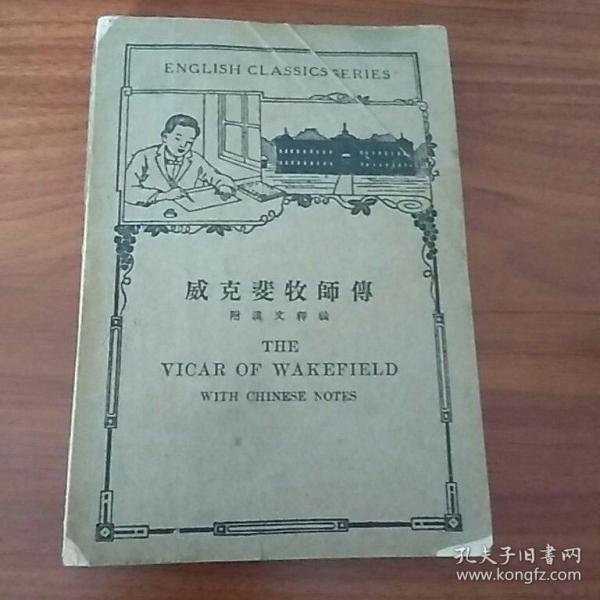 ENGLISH CLASSICS SERIES
威克斐牧師傳
附漢文釋義
THE
VICAR OF WAKEFIELD
WITH CHINESE NOTES
孔夫子旧書网
www.kongfz.com